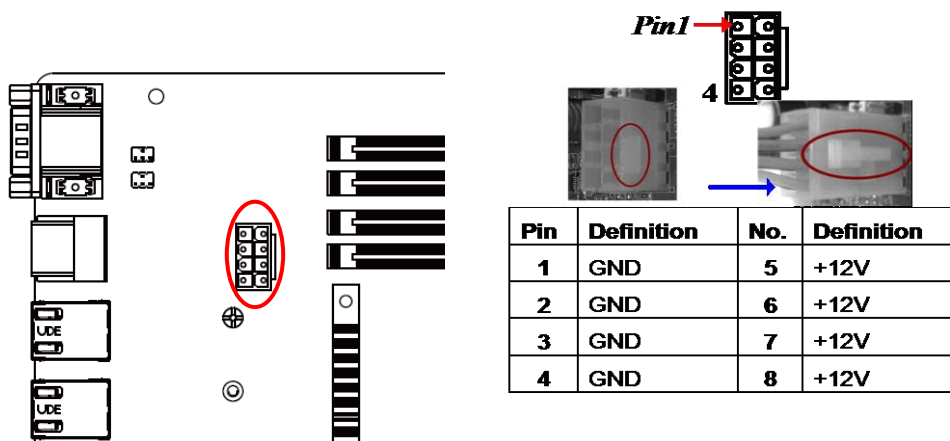 Pin1
4
UDE
UDE
Pin Definition No. Definition
1 GND 5 +12V
2 GND 6 +12V
3 GND 7 +12V
4 GND 8 +12V